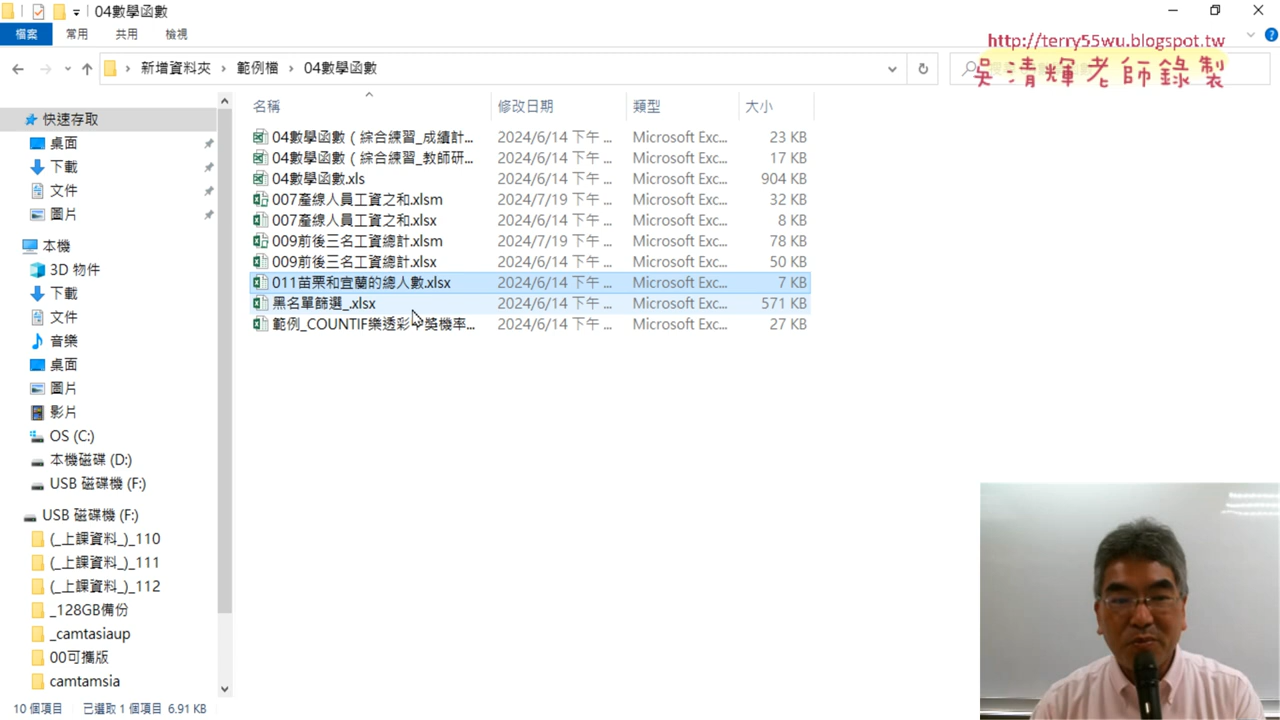 04數學函數
檔案 常用 共用 檢視
http://terry55wu.blogspot.tw
吳清輝老師錄製
新增資料夾 › 範例檔 › 04數學函數
名稱 修改日期 類型 大小
快速存取
桌面
下載
文件
圖片
本機
3D 物件
下載
文件
音樂
桌面
圖片
影片
OS (C:)
本機磁碟 (D:)
USB 磁碟機 (F:)
USB 磁碟機 (F:)
(_上課資料_)_110
(_上課資料_)_111
(_上課資料_)_112
_128GB備份
_camtasiaup
00可攜版
camtamsia
04數學函數 ( 綜合練習_成績計... 2024/6/14 下午 ... Microsoft Exc... 23 KB
04數學函數 ( 綜合練習_教師研... 2024/6/14 下午 ... Microsoft Exc... 17 KB
04數學函數.xls 2024/6/14 下午 ... Microsoft Exc... 904 KB
007產線人員工資之和.xlsm 2024/7/19 下午 ... Microsoft Exc... 32 KB
007產線人員工資之和.xlsx 2024/6/14 下午 ... Microsoft Exc... 8 KB
009前後三名工資總計.xlsm 2024/7/19 下午 ... Microsoft Exc... 78 KB
009前後三名工資總計.xlsx 2024/6/14 下午 ... Microsoft Exc... 50 KB
011苗栗和宜蘭的總人數.xlsx 2024/6/14 下午 ... Microsoft Exc... 7 KB
黑名單篩選_.xlsx 2024/6/14 下午 ... Microsoft Exc... 571 KB
範例_COUNTIF樂透彩中獎機率... 2024/6/14 下午 ... Microsoft Exc... 27 KB
10 個項目 已選取 1 個項目 6.91 KB